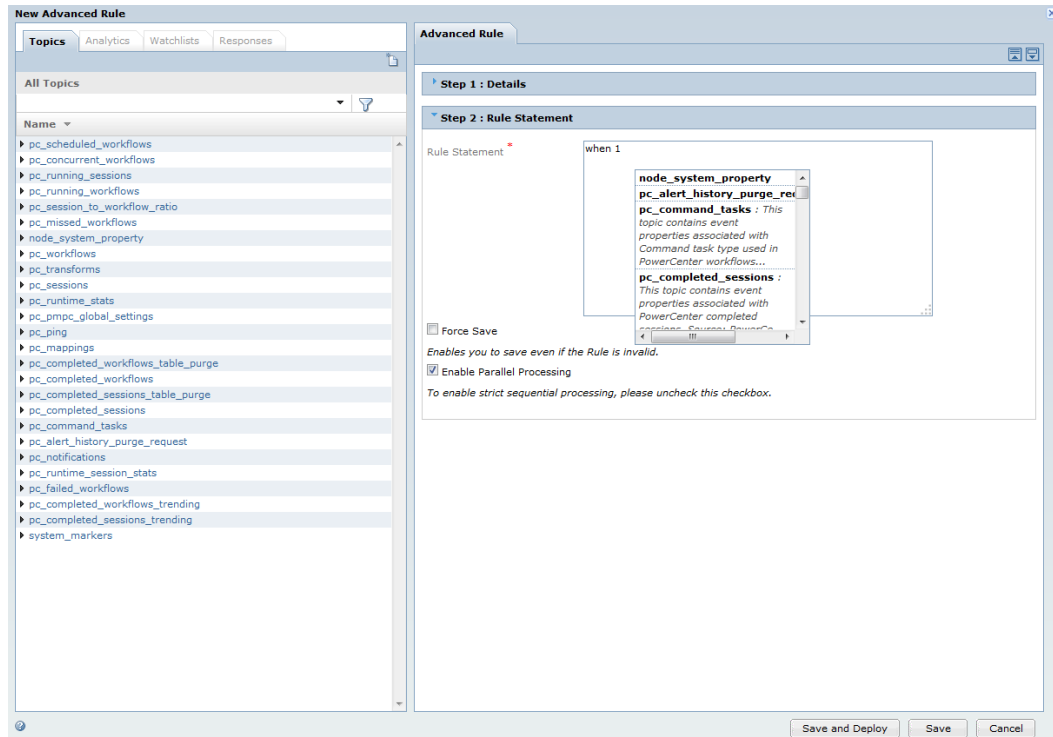 New Advanced Rule
Topics
Analytics
Watchlists
Responses
All Topics
Name
pc_scheduled_workflows
pc_concurrent_workflows
pc_running_sessions
pc_running_workflows
pc_session_to_workflow_ratio
pc_missed_workflows
node_system_property
pc_workflows
pc_transforms
pc_sessions
pc_runtime_stats
pc_pmpc_global_settings
pc_ping
pc_mappings
pc_completed_workflows_table_purge
pc_completed_workflows
pc_completed_sessions_table_purge
pc_completed_sessions
pc_command_tasks
pc_alert_history_purge_request
pc_notifications
pc_runtime_session_stats
pc_failed_workflows
pc_completed_workflows_trending
pc_completed_sessions_trending
system_markers
Advanced Rule
Step 1 : Details
Step 2 : Rule Statement
Rule Statement *
when 1
node_system_property
pc_alert_history_purge_req
pc_command_tasks : This
topic contains event
properties associated with
Command task type used in
PowerCenter workflows...
pc_completed_sessions :
This topic contains event
properties associated with
PowerCenter completed
sessions. Source: PowerCe
Force Save
Enables you to save even if the Rule is invalid.
Enable Parallel Processing
To enable strict sequential processing, please uncheck this checkbox.
Save and Deploy
Save
Cancel